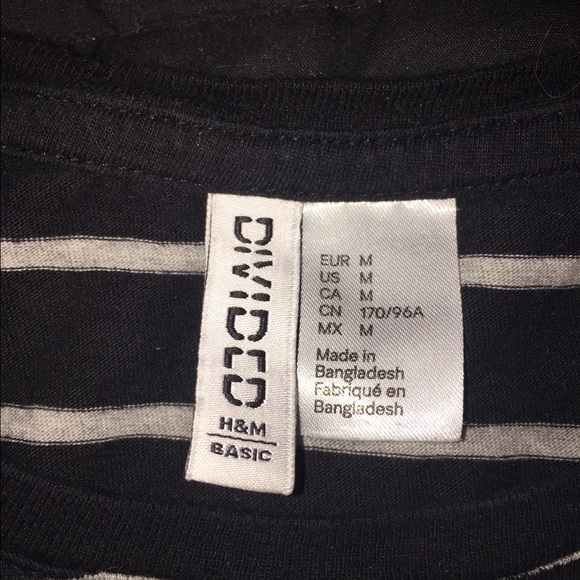 DIVIDED
H&M
BASIC
EUR M
US M
CA M
CN 170/96A
MX M
Made in
Bangladesh
Fabriqué en
Bangladesh